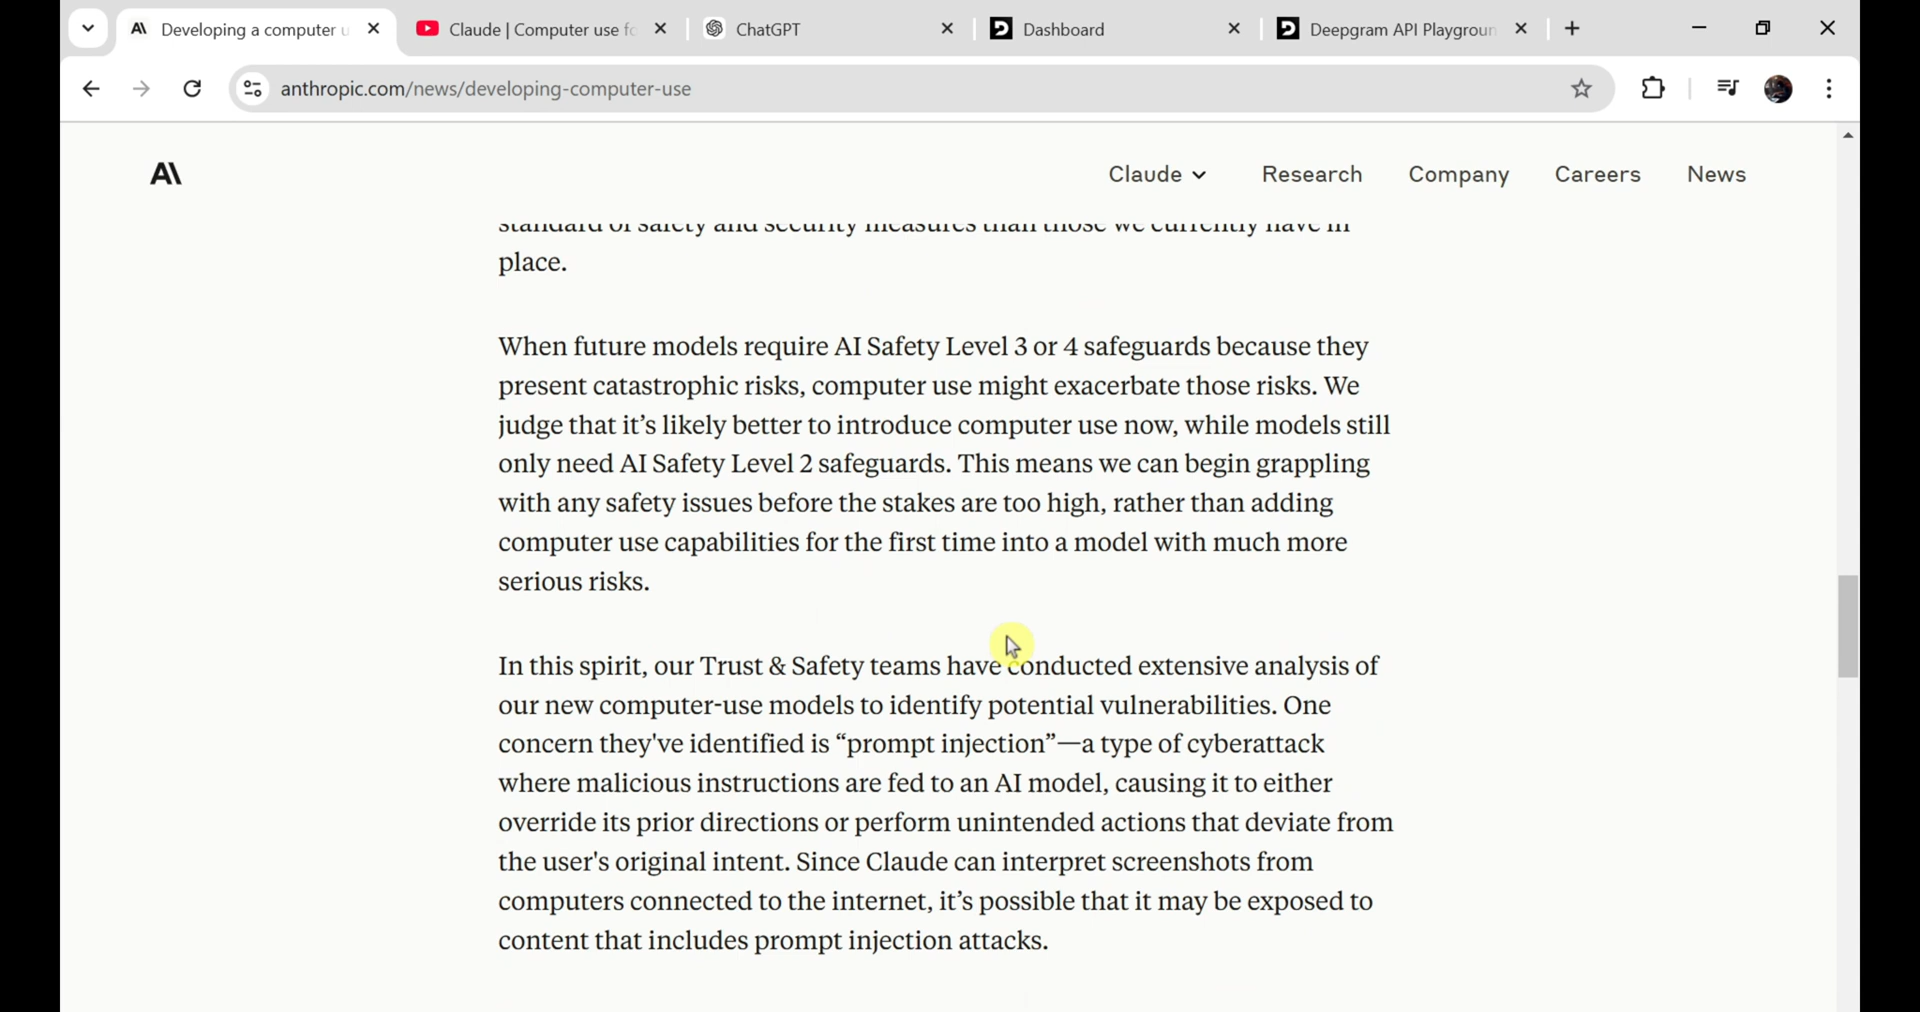 Developing a computer u
Claude | Computer use fo
ChatGPT
Dashboard
Deepgram API Playgroun
anthropic.com/news/developing-computer-use
AI
Claude
Research
Company
Careers
News
standard of safety and security measures than those we currently have in
place.
When future models require AI Safety Level 3 or 4 safeguards because they
present catastrophic risks, computer use might exacerbate those risks. We
judge that it’s likely better to introduce computer use now, while models still
only need AI Safety Level 2 safeguards. This means we can begin grappling
with any safety issues before the stakes are too high, rather than adding
computer use capabilities for the first time into a model with much more
serious risks.
In this spirit, our Trust & Safety teams have conducted extensive analysis of
our new computer-use models to identify potential vulnerabilities. One
concern they've identified is “prompt injection”—a type of cyberattack
where malicious instructions are fed to an AI model, causing it to either
override its prior directions or perform unintended actions that deviate from
the user's original intent. Since Claude can interpret screenshots from
computers connected to the internet, it’s possible that it may be exposed to
content that includes prompt injection attacks.